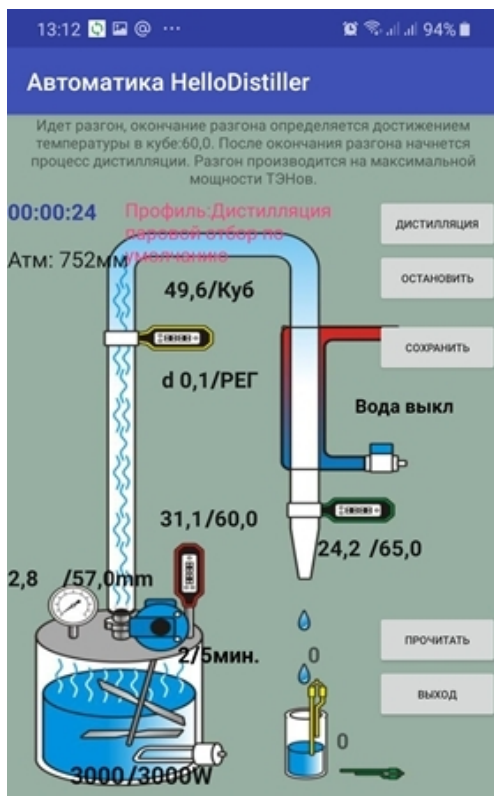 13:12 @ ... 94%
Автоматика HelloDistiller
Идет разгон, окончание разгона определяется достижением
температуры в кубе:60,0. После окончания разгона начнется
процесс дистилляции. Разгон производится на максимальной
мощности ТЭНов.
00:00:24
Профиль:Дистилляция
паровой отбор по
умолчанию
ДИСТИЛЛЯЦИЯ
Атм: 752мм
49,6/Куб
ОСТАНОВИТЬ
СОХРАНИТЬ
d 0,1/РЕГ
Вода выкл
31,1/60,0
24,2 /65,0
2,8 /57,0mm
2/5мин.
0
ПРОЧИТАТЬ
ВЫХОД
0
3000/3000W